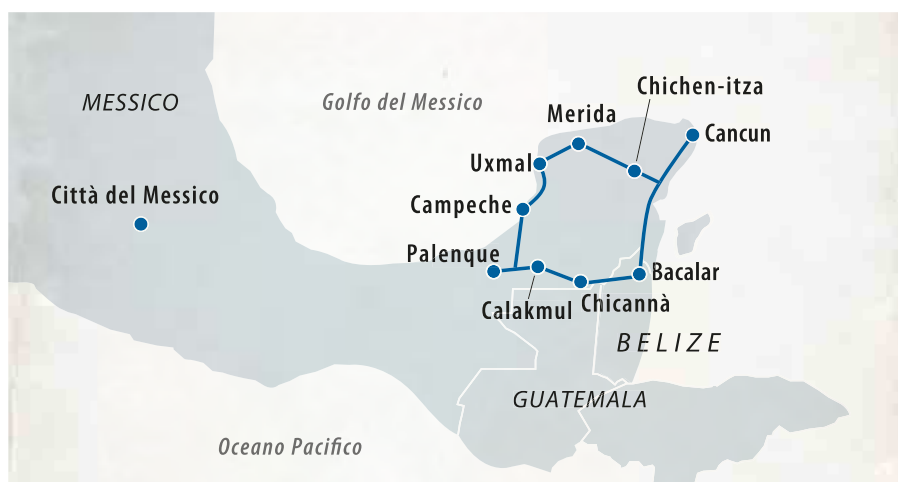 Chichen-itza
MESSICO
Golfo del Messico
Merida
Cancun
Uxmal
Città del Messico
Campeche
Palenque
Bacalar
Calakmul
Chicannà
BELIZE
GUATEMALA
Oceano Pacifico